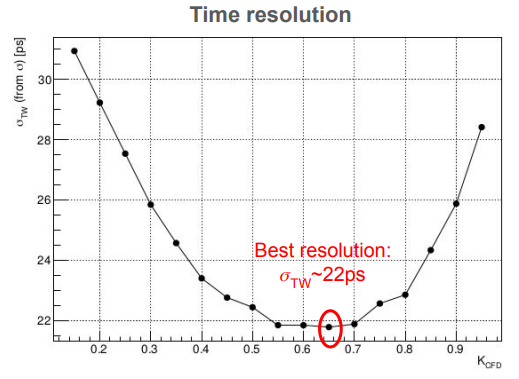 Time resolution
σTW (from σ) [ps]
30
28
26
24
22
Best resolution:
σTW~22ps
0.2 0.3 0.4 0.5 0.6 0.7 0.8 0.9
KCFD